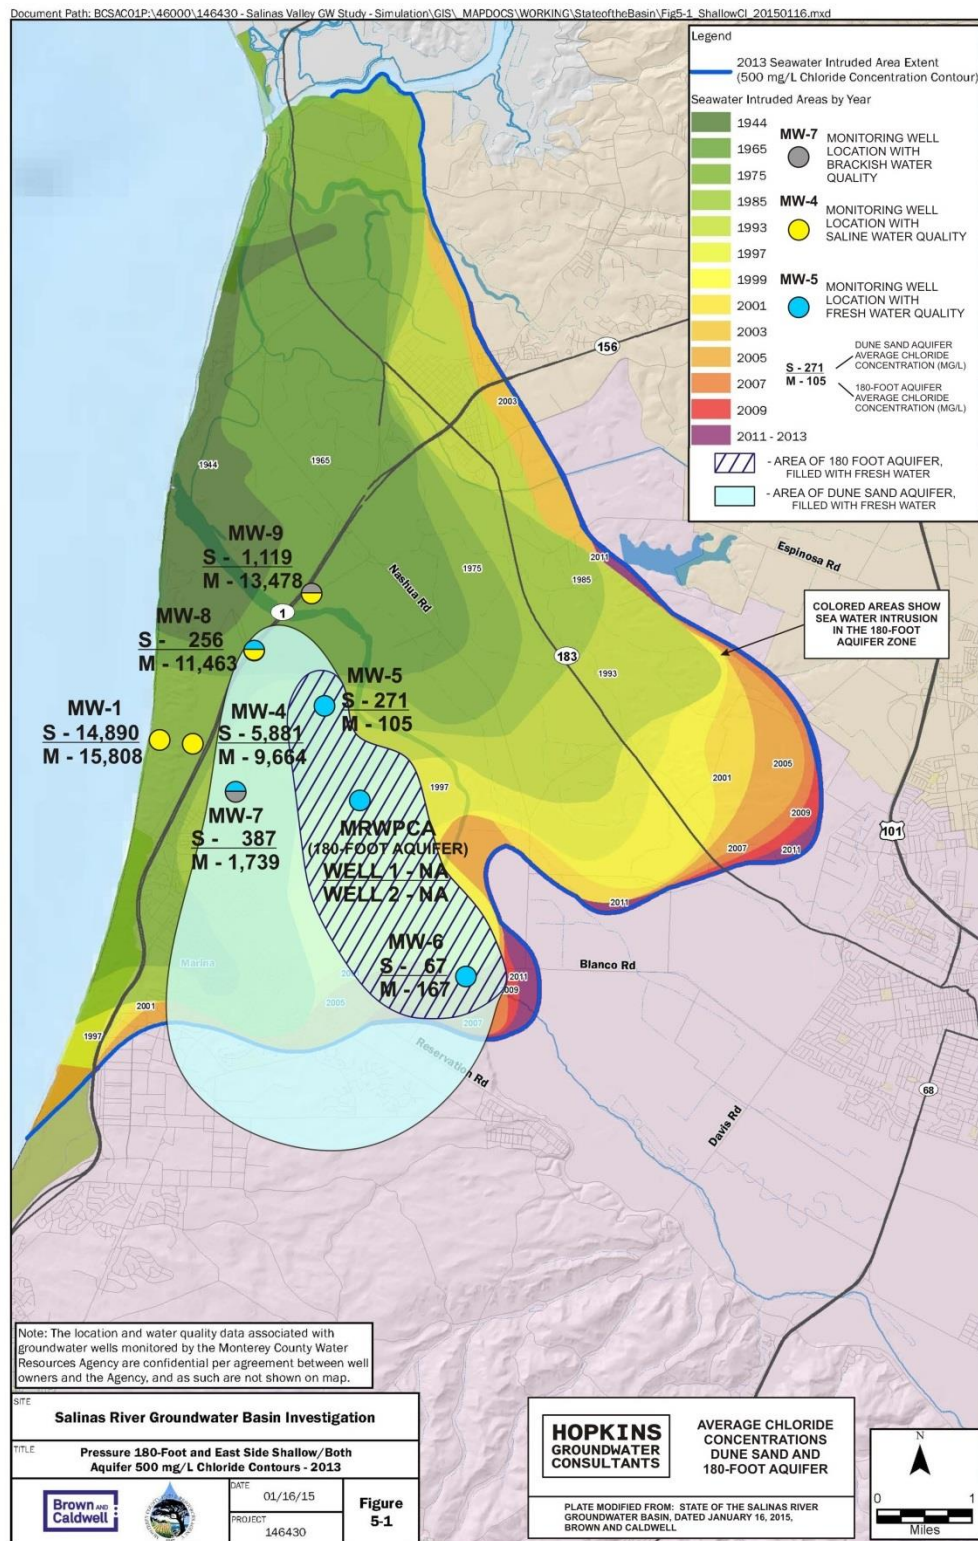 Document Path: BCSAC01P:\46000\146430 - Salinas Valley GW Study - Simulation\GIS\_MAPDOCS\WORKING\StateoftheBasin\Fig5-1_ShallowCl_20150116.mxd
Legend
2013 Seawater Intruded Area Extent
(500 mg/L Chloride Concentration Contour)
Seawater Intruded Areas by Year
1944
1965
1975
1985
1993
1997
1999
2001
2003
2005
2007
2009
2011 - 2013
MW-7
MONITORING WELL
LOCATION WITH
BRACKISH WATER
QUALITY
MW-4
MONITORING WELL
LOCATION WITH
SALINE WATER QUALITY
MW-5
MONITORING WELL
LOCATION WITH
FRESH WATER QUALITY
S - 271
M - 105
DUNE SAND AQUIFER
AVERAGE CHLORIDE
CONCENTRATION (MG/L)
180-FOOT AQUIFER
AVERAGE CHLORIDE
CONCENTRATION (MG/L)
- AREA OF 180 FOOT AQUIFER,
FILLED WITH FRESH WATER
- AREA OF DUNE SAND AQUIFER,
FILLED WITH FRESH WATER
156
2003
1944
1965
MW-9
S - 1,119
M - 13,478
Nashua Rd
1975
1985
2011
Espinosa Rd
COLORED AREAS SHOW
SEA WATER INTRUSION
IN THE 180-FOOT
AQUIFER ZONE
1
MW-8
S - 256
M - 11,463
183
1993
MW-5
S - 271
M - 105
MW-1
S - 14,890
M - 15,808
MW-4
S - 5,881
M - 9,664
1997
2001
2005
2009
2007
2011
101
MW-7
S - 387
M - 1,739
MRWPCA
(180-FOOT AQUIFER)
WELL 1 - NA
WELL 2 - NA
2011
MW-6
S - 67
M - 167
Blanco Rd
2011
2009
Marina
2005
2001
2007
1997
Reservation Rd
Davis Rd
68
Note: The location and water quality data associated with
groundwater wells monitored by the Monterey County Water
Resources Agency are confidential per agreement between well
owners and the Agency, and as such are not shown on map.
SITE
Salinas River Groundwater Basin Investigation
TITLE
Pressure 180-Foot and East Side Shallow/Both
Aquifer 500 mg/L Chloride Contours - 2013
Brown AND
Caldwell
DATE
01/16/15
PROJECT
146430
Figure
5-1
HOPKINS
GROUNDWATER
CONSULTANTS
AVERAGE CHLORIDE
CONCENTRATIONS
DUNE SAND AND
180-FOOT AQUIFER
PLATE MODIFIED FROM: STATE OF THE SALINAS RIVER
GROUNDWATER BASIN, DATED JANUARY 16, 2015,
BROWN AND CALDWELL
N
0 1
Miles